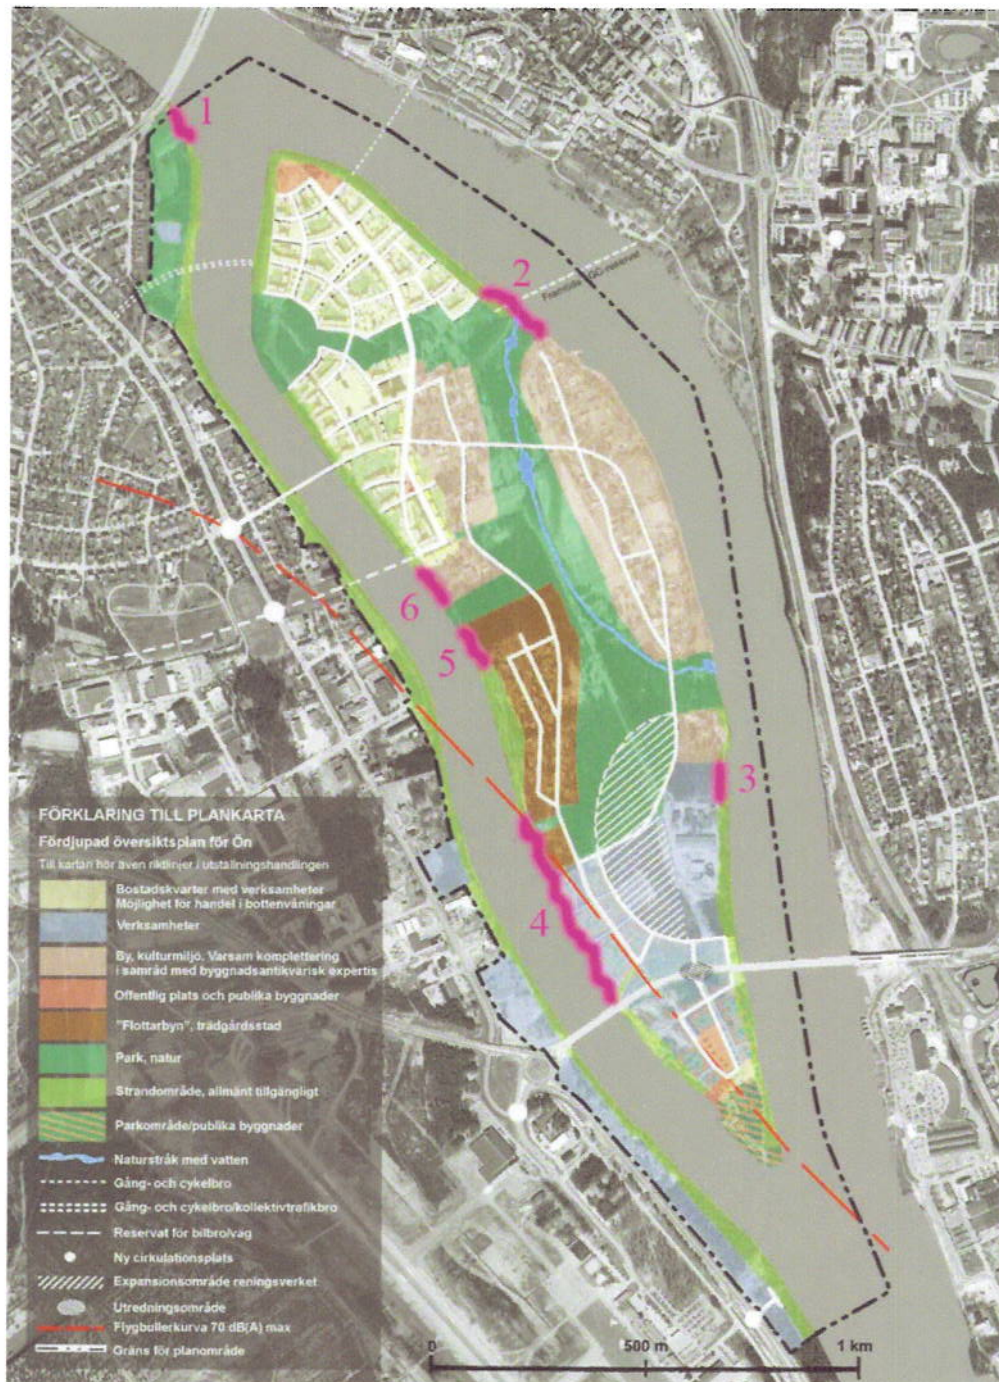 1
2
Framtida GC-reservat
6
5
3
4
FÖRKLARING TILL PLANKARTA
Fördjupad översiktsplan för Ön
Till kartan hör även riktlinjer i utställningshandlingen
Bostadskvarter med verksamheter
Möjlighet för handel i bottenvåningar
Verksamheter
By, kulturmiljö. Varsam komplettering
i samråd med byggnadsantikvarisk expertis
Offentlig plats och publika byggnader
"Flottarbyn", trädgårdsstad
Park, natur
Strandområde, allmänt tillgängligt
Parkområde/publika byggnader
Naturstråk med vatten
Gång- och cykelbro
Gång- och cykelbro/kollektivtrafikbro
Reservat för bilbro/väg
Ny cirkulationsplats
Expansionsområde reningsverket
Utredningsområde
Flygbullerkurva 70 dB(A) max
Gräns för planområde
0 500 m 1 km